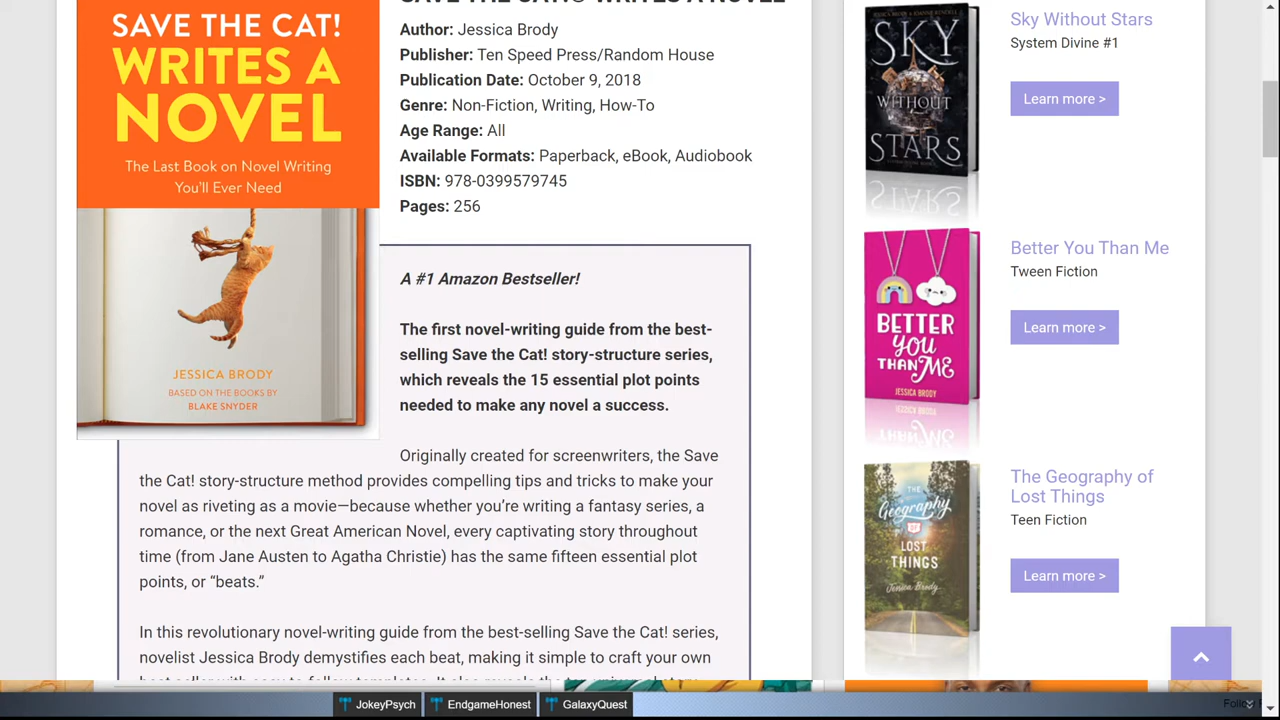 SAVE THE CAT!® WRITES A NOVEL
Author: Jessica Brody
Publisher: Ten Speed Press/Random House
Publication Date: October 9, 2018
Genre: Non-Fiction, Writing, How-To
Age Range: All
Available Formats: Paperback, eBook, Audiobook
ISBN: 978-0399579745
Pages: 256
SAVE THE CAT!
WRITES A
NOVEL
The Last Book on Novel Writing
You'll Ever Need
JESSICA BRODY
BASED ON THE BOOKS BY
BLAKE SNYDER
A #1 Amazon Bestseller!
The first novel-writing guide from the best-
selling Save the Cat! story-structure series,
which reveals the 15 essential plot points
needed to make any novel a success.
Originally created for screenwriters, the Save
the Cat! story-structure method provides compelling tips and tricks to make your
novel as riveting as a movie—because whether you’re writing a fantasy series, a
romance, or the next Great American Novel, every captivating story throughout
time (from Jane Austen to Agatha Christie) has the same fifteen essential plot
points, or “beats.”
In this revolutionary novel-writing guide from the best-selling Save the Cat! series,
novelist Jessica Brody demystifies each beat, making it simple to craft your own
SKY
WITHOUT
STARS
Sky Without Stars
System Divine #1
Learn more >
BETTER
YOU
THAN ME
JESSICA BRODY
Better You Than Me
Tween Fiction
Learn more >
THE
Geography
OF
LOST
THINGS
Jessica Brody
The Geography of
Lost Things
Teen Fiction
Learn more >
JokeyPsych
EndgameHonest
GalaxyQuest